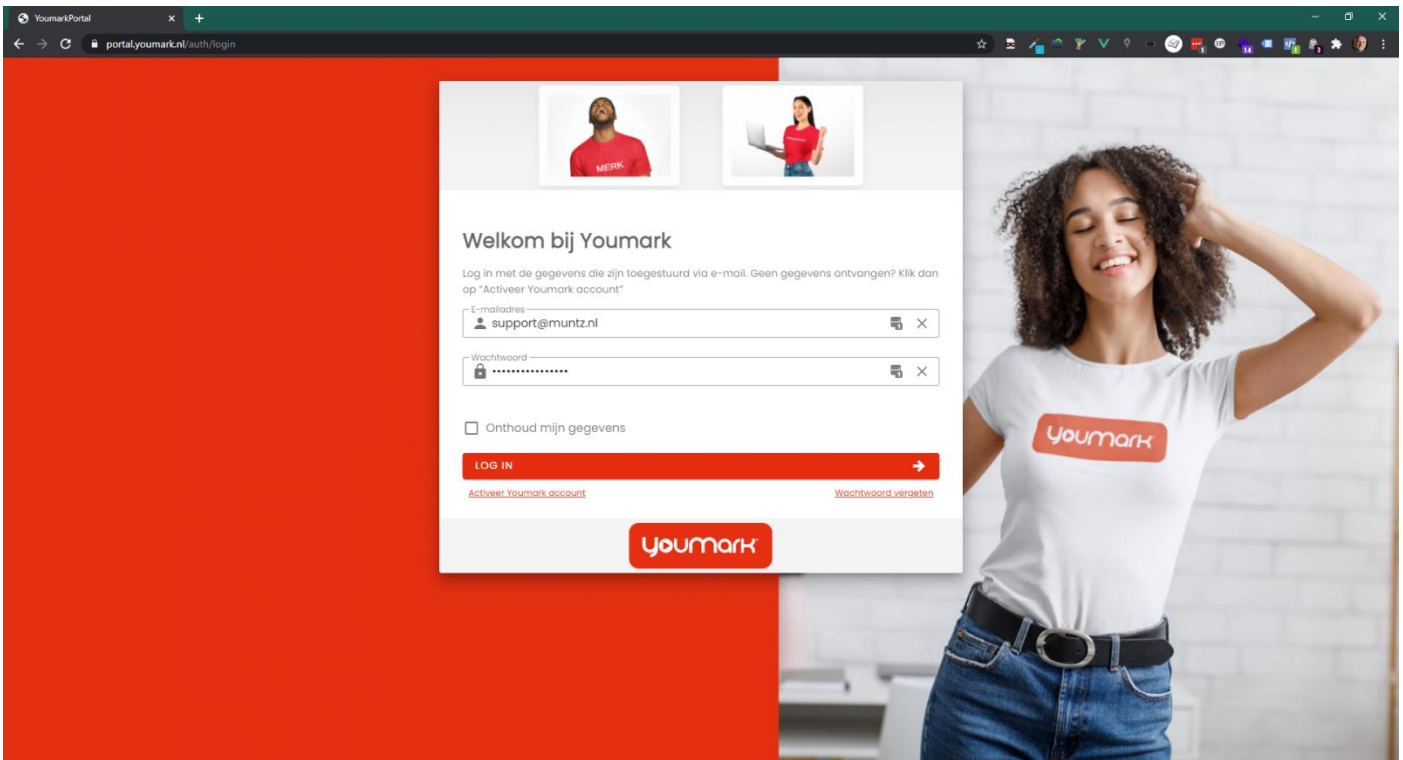 YoumarkPortal
portal.youmark.nl/auth/login
MERK
Welkom bij Youmark
Log in met de gegevens die zijn toegestuurd via e-mail. Geen gegevens ontvangen? Klik dan
op "Activeer Youmark account"
E-mailadres
support@muntz.nl
Wachtwoord
••••••••••••••••
Onthoud mijn gegevens
LOG IN
Activeer Youmark account
Wachtwoord vergeten
youmark
youmark